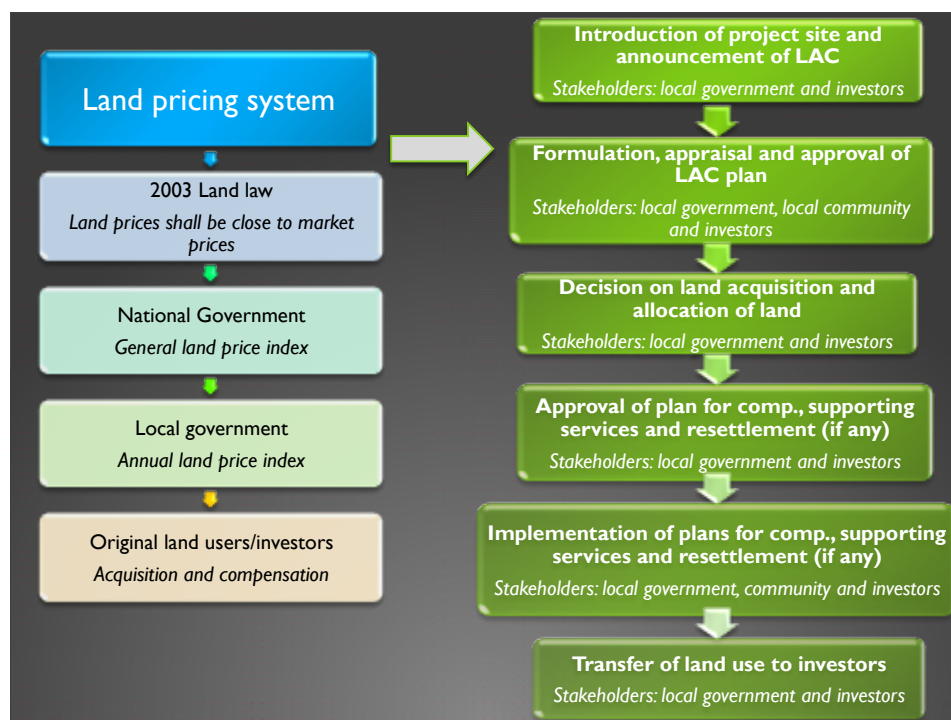 Land pricing system
2003 Land law
Land prices shall be close to market
prices
National Government
General land price index
Local government
Annual land price index
Original land users/investors
Acquisition and compensation
Introduction of project site and
announcement of LAC
Stakeholders: local government and investors
Formulation, appraisal and approval of
LAC plan
Stakeholders: local government, local community
and investors
Decision on land acquisition and
allocation of land
Stakeholders: local government and investors
Approval of plan for comp., supporting
services and resettlement (if any)
Stakeholders: local government and investors
Implementation of plans for comp., supporting
services and resettlement (if any)
Stakeholders: local government, community and investors
Transfer of land use to investors
Stakeholders: local government and investors